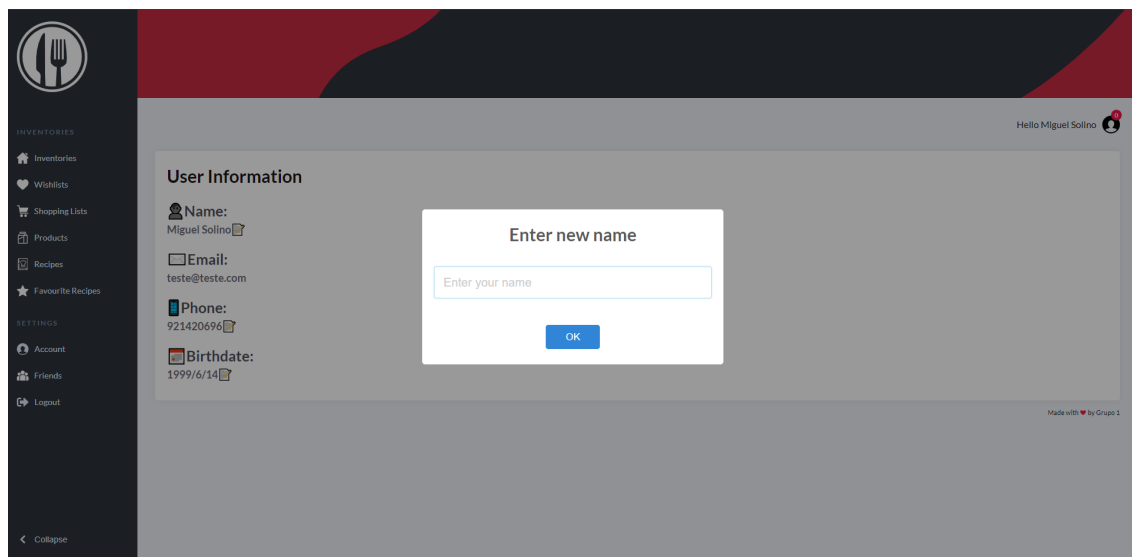 INVENTORIES
Inventories
Wishlists
Shopping Lists
Products
Recipes
Favourite Recipes
SETTINGS
Account
Friends
Logout
Collapse
Hello Miguel Solino
0
User Information
Name:
Miguel Solino
Email:
teste@teste.com
Phone:
921420696
Birthdate:
1999/6/14
Enter new name
Enter your name
OK
Made with ❤ by Grupo 1